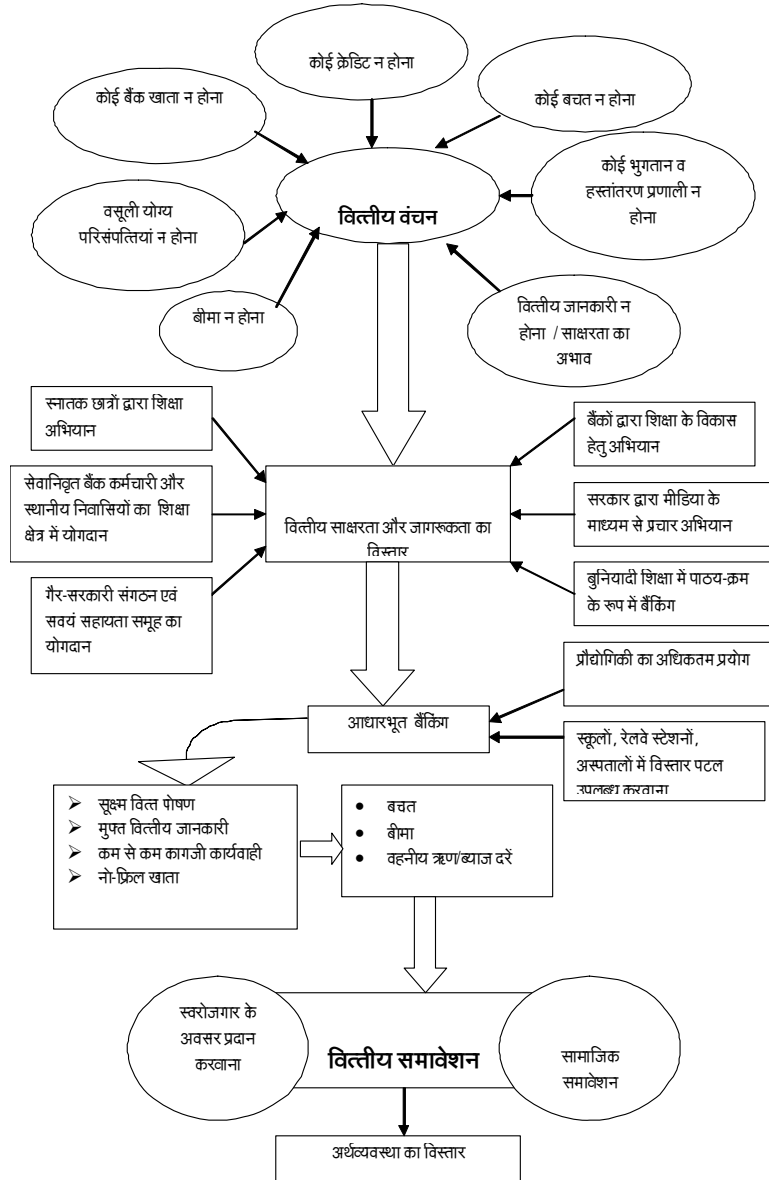 कोई क्रेडिट न होना
कोई बैंक खाता न होना
कोई बचत न होना
कोई भुगतान व
हस्तांतरण प्रणाली न
होना
वसूली योग्य
परिसंपत्तियां न होना
वित्तीय वंचन
बीमा न होना
वित्तीय जानकारी न
होना / साक्षरता का
अभाव
स्नातक छात्रों द्वारा शिक्षा
अभियान
बैंकों द्वारा शिक्षा के विकास
हेतु अभियान
सेवानिवृत बैंक कर्मचारी और
स्थानीय निवासियों का शिक्षा
क्षेत्र में योगदान
वित्तीय साक्षरता और जागरूकता का
विस्तार
सरकार द्वारा मीडिया के
माध्यम से प्रचार अभियान
गैर-सरकारी संगठन एवं
सवयं सहायता समूह का
योगदान
बुनियादी शिक्षा में पाठय-क्रम
के रूप में बैंकिंग
प्रौद्योगिकी का अधिकतम प्रयोग
आधारभूत बैंकिंग
स्कूलों, रेलवे स्टेशनों,
अस्पतालों में विस्तार पटल
उपलब्ध करवाना
➢ सूक्ष्म वित्त पोषण
➢ मुफ्त वित्तीय जानकारी
➢ कम से कम कागजी कार्यवाही
➢ नो-फ्रिल खाता
• बचत
• बीमा
• वहनीय ऋण/ब्याज दरें
स्वरोजगार के
अवसर प्रदान
करवाना
वित्तीय समावेशन
सामाजिक
समावेशन
अर्थव्यवस्था का विस्तार